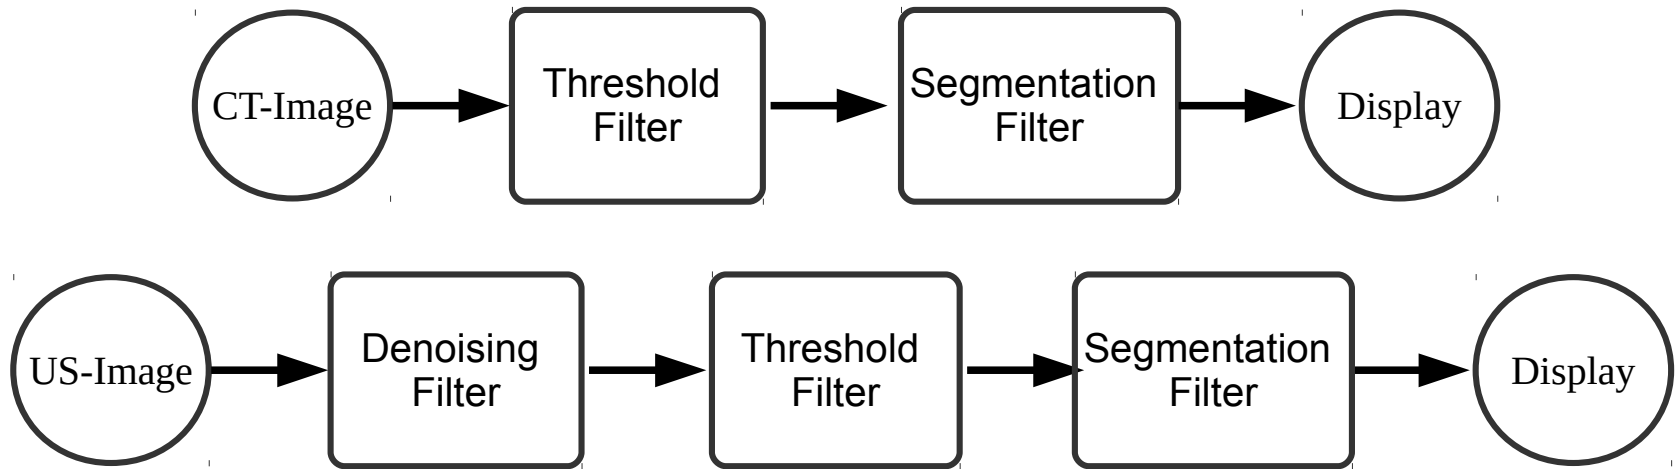 CT-Image
Threshold
Filter
Segmentation
Filter
Display
US-Image
Denoising
Filter
Threshold
Filter
Segmentation
Filter
Display